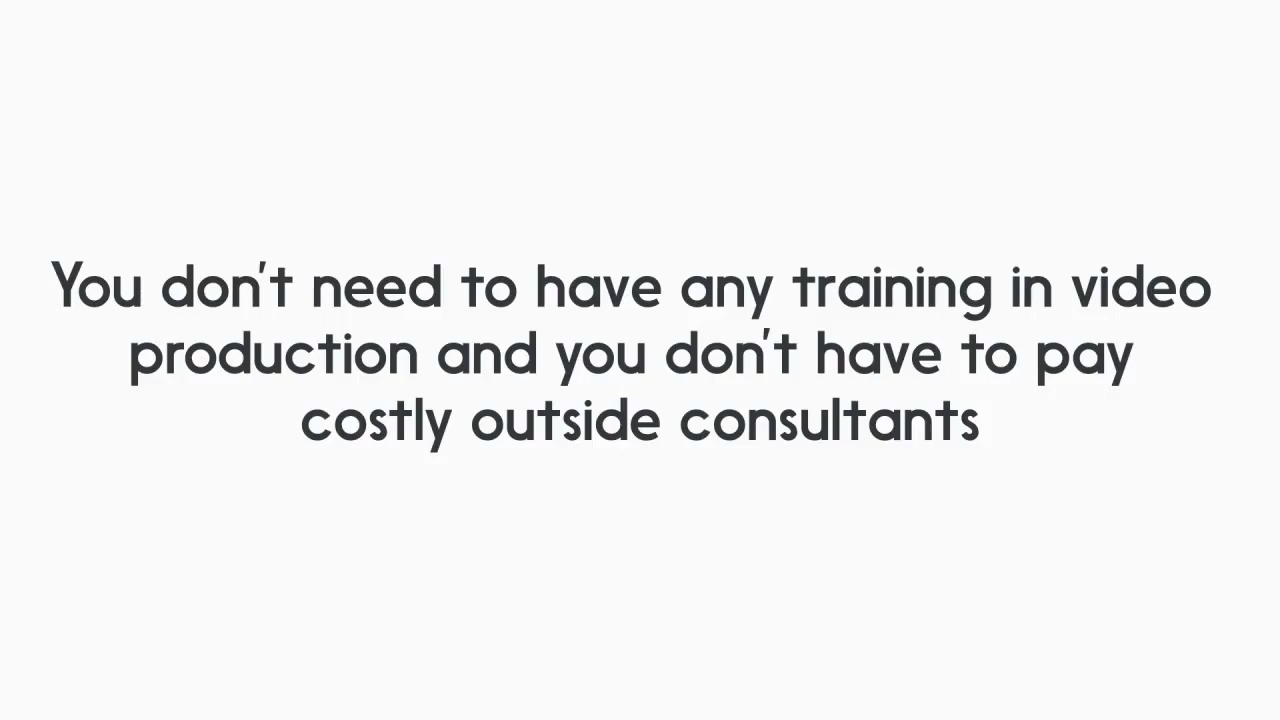 You don't need to have any training in video
production and you don't have to pay
costly outside consultants